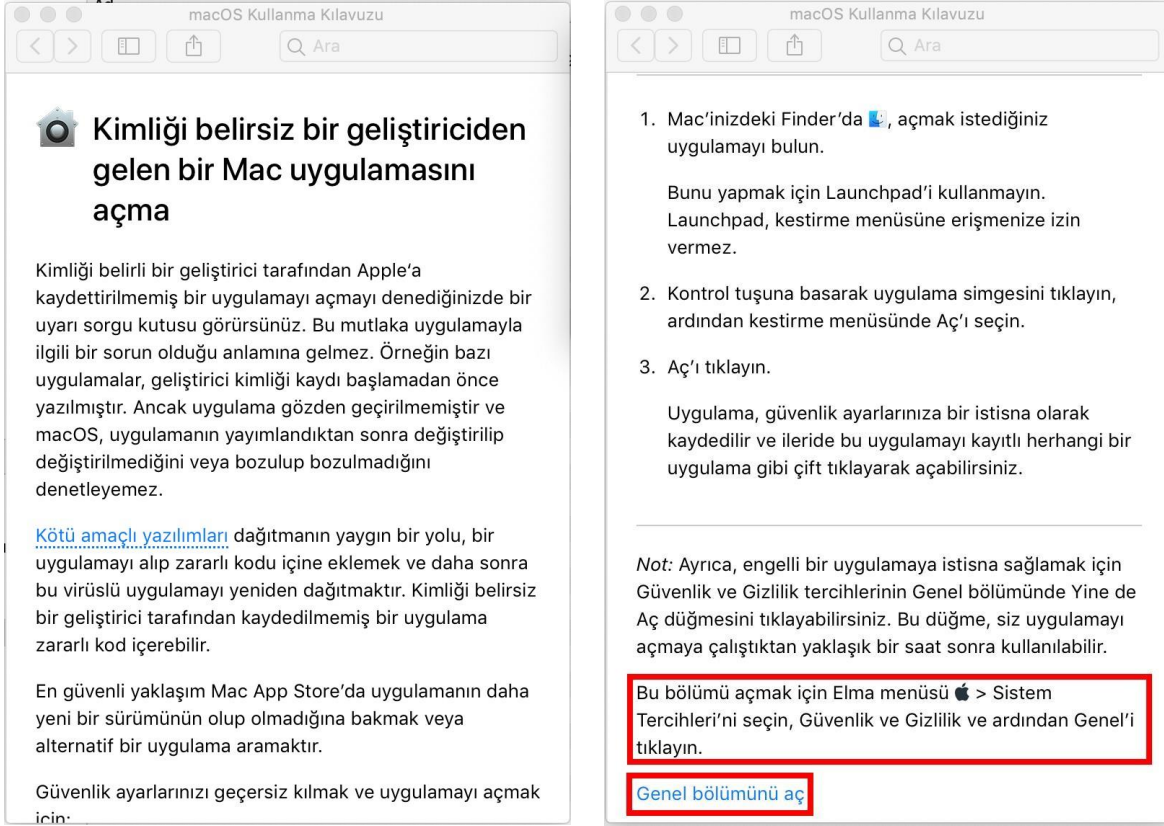 macOS Kullanma Kılavuzu
Ara
Kimliği belirsiz bir geliştiriciden
gelen bir Mac uygulamasını
açma
Kimliği belirli bir geliştirici tarafından Apple‘a
kaydettirilmemiş bir uygulamayı açmayı denediğinizde bir
uyarı sorgu kutusu görürsünüz. Bu mutlaka uygulamayla
ilgili bir sorun olduğu anlamına gelmez. Örneğin bazı
uygulamalar, geliştirici kimliği kaydı başlamadan önce
yazılmıştır. Ancak uygulama gözden geçirilmemiştir ve
macOS, uygulamanın yayımlandıktan sonra değiştirilip
değiştirilmediğini veya bozulup bozulmadığını
denetleyemez.
Kötü amaçlı yazılımları dağıtmanın yaygın bir yolu, bir
uygulamayı alıp zararlı kodu içine eklemek ve daha sonra
bu virüslü uygulamayı yeniden dağıtmaktır. Kimliği belirsiz
bir geliştirici tarafından kaydedilmemiş bir uygulama
zararlı kod içerebilir.
En güvenli yaklaşım Mac App Store’da uygulamanın daha
yeni bir sürümünün olup olmadığına bakmak veya
alternatif bir uygulama aramaktır.
Güvenlik ayarlarınızı geçersiz kılmak ve uygulamayı açmak
için:
macOS Kullanma Kılavuzu
Ara
1. Mac’inizdeki Finder’da , açmak istediğiniz
uygulamayı bulun.
Bunu yapmak için Launchpad’i kullanmayın.
Launchpad, kestirme menüsüne erişmenize izin
vermez.
2. Kontrol tuşuna basarak uygulama simgesini tıklayın,
ardından kestirme menüsünde Aç’ı seçin.
3. Aç’ı tıklayın.
Uygulama, güvenlik ayarlarınıza bir istisna olarak
kaydedilir ve ileride bu uygulamayı kayıtlı herhangi bir
uygulama gibi çift tıklayarak açabilirsiniz.
Not: Ayrıca, engelli bir uygulamaya istisna sağlamak için
Güvenlik ve Gizlilik tercihlerinin Genel bölümünde Yine de
Aç düğmesini tıklayabilirsiniz. Bu düğme, siz uygulamayı
açmaya çalıştıktan yaklaşık bir saat sonra kullanılabilir.
Bu bölümü açmak için Elma menüsü  > Sistem
Tercihleri’ni seçin, Güvenlik ve Gizlilik ve ardından Genel’i
tıklayın.
Genel bölümünü aç